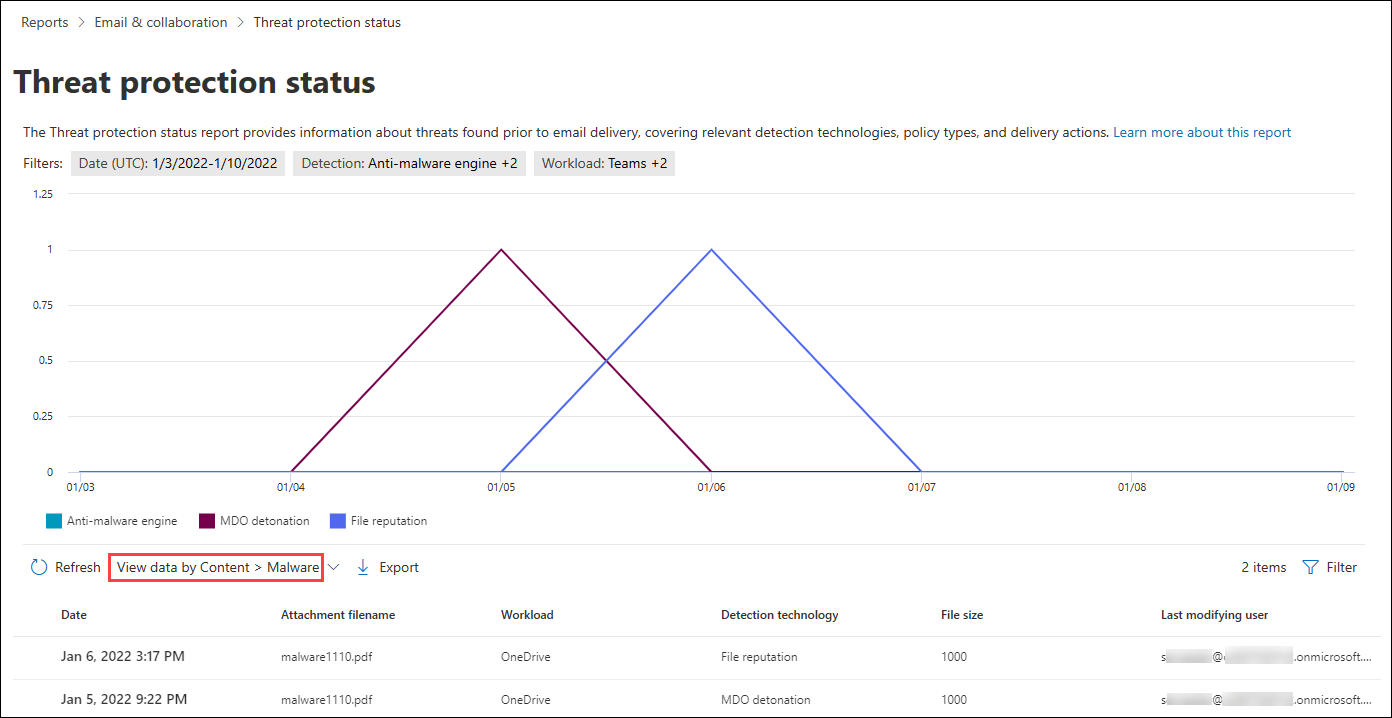 Reports > Email & collaboration > Threat protection status
Threat protection status
The Threat protection status report provides information about threats found prior to email delivery, covering relevant detection technologies, policy types, and delivery actions. Learn more about this report
Filters: Date (UTC): 1/3/2022-1/10/2022 Detection: Anti-malware engine +2 Workload: Teams +2
1.25
1
0.75
0.5
0.25
0
01/03 01/04 01/05 01/06 01/07 01/08 01/09
Anti-malware engine MDO detonation File reputation
Refresh View data by Content > Malware Export 2 items Filter
Date Attachment filename Workload Detection technology File size Last modifying user
Jan 6, 2022 3:17 PM malware1110.pdf OneDrive File reputation 1000 s @ .onmicrosoft....
Jan 5, 2022 9:22 PM malware1110.pdf OneDrive MDO detonation 1000 s @ .onmicrosoft....